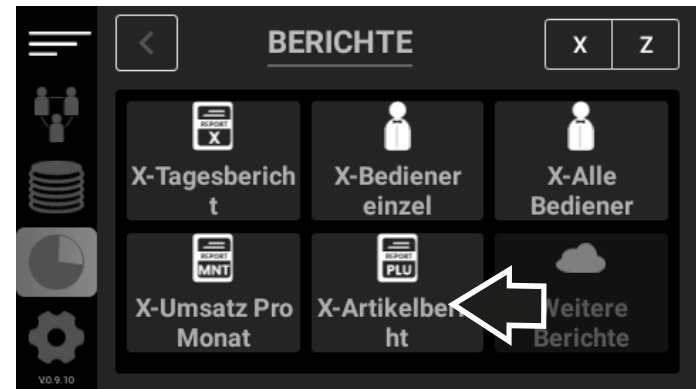 BERICHTE
X Z
REPORT
X
X-Tagesberich
t
X-Bediener
einzel
X-Alle
Bediener
REPORT
MNT
X-Umsatz Pro
Monat
REPORT
PLU
ht
Berichte
V0.9.10